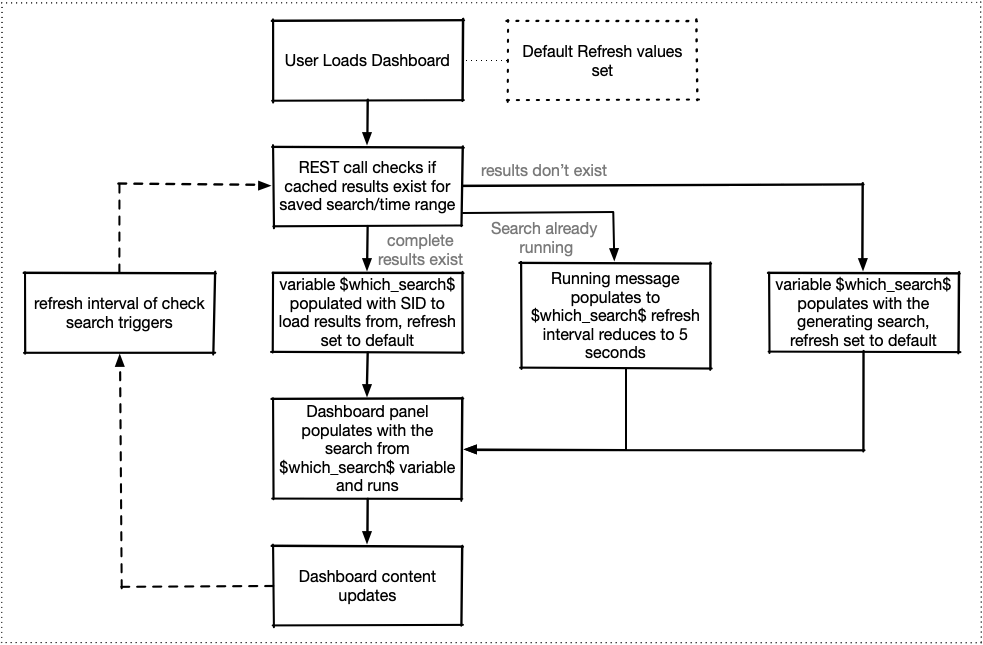 User Loads Dashboard
Default Refresh values
set
REST call checks if
cached results exist for
saved search/time range
results don’t exist
complete
results exist
Search already
running
refresh interval of check
search triggers
variable $which_search$
populated with SID to
load results from, refresh
set to default
Running message
populates to
$which_search$ refresh
interval reduces to 5
seconds
variable $which_search$
populates with the
generating search,
refresh set to default
Dashboard panel
populates with the
search from
$which_search$ variable
and runs
Dashboard content
updates